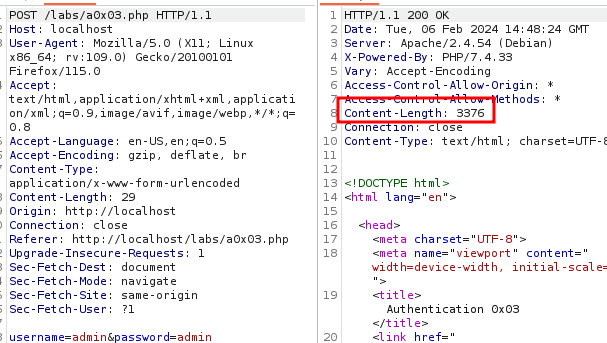 POST /labs/a0x03.php HTTP/1.1
Host: localhost
User-Agent: Mozilla/5.0 (X11; Linux
x86_64; rv:109.0) Gecko/20100101
Firefox/115.0
Accept:
text/html,application/xhtml+xml,applicati
on/xml;q=0.9,image/avif,image/webp,*/*;q=
0.8
Accept-Language: en-US,en;q=0.5
Accept-Encoding: gzip, deflate, br
Content-Type:
application/x-www-form-urlencoded
Content-Length: 29
Origin: http://localhost
Connection: close
Referer: http://localhost/labs/a0x03.php
Upgrade-Insecure-Requests: 1
Sec-Fetch-Dest: document
Sec-Fetch-Mode: navigate
Sec-Fetch-Site: same-origin
Sec-Fetch-User: ?1
username=admin&password=admin
1 HTTP/1.1 200 OK
2 Date: Tue, 06 Feb 2024 14:48:24 GMT
3 Server: Apache/2.4.54 (Debian)
4 X-Powered-By: PHP/7.4.33
5 Vary: Accept-Encoding
6 Access-Control-Allow-Origin: *
7 Access-Control-Allow-Methods: *
8 Content-Length: 3376
9 Connection: close
10 Content-Type: text/html; charset=UTF-8
11
12
13 <!DOCTYPE html>
14 <html lang="en">
15
16 <head>
17 <meta charset="UTF-8">
18 <meta name="viewport" content="
width=device-width, initial-scale=
">
19 <title>
Authentication 0x03
</title>
20 <link href="